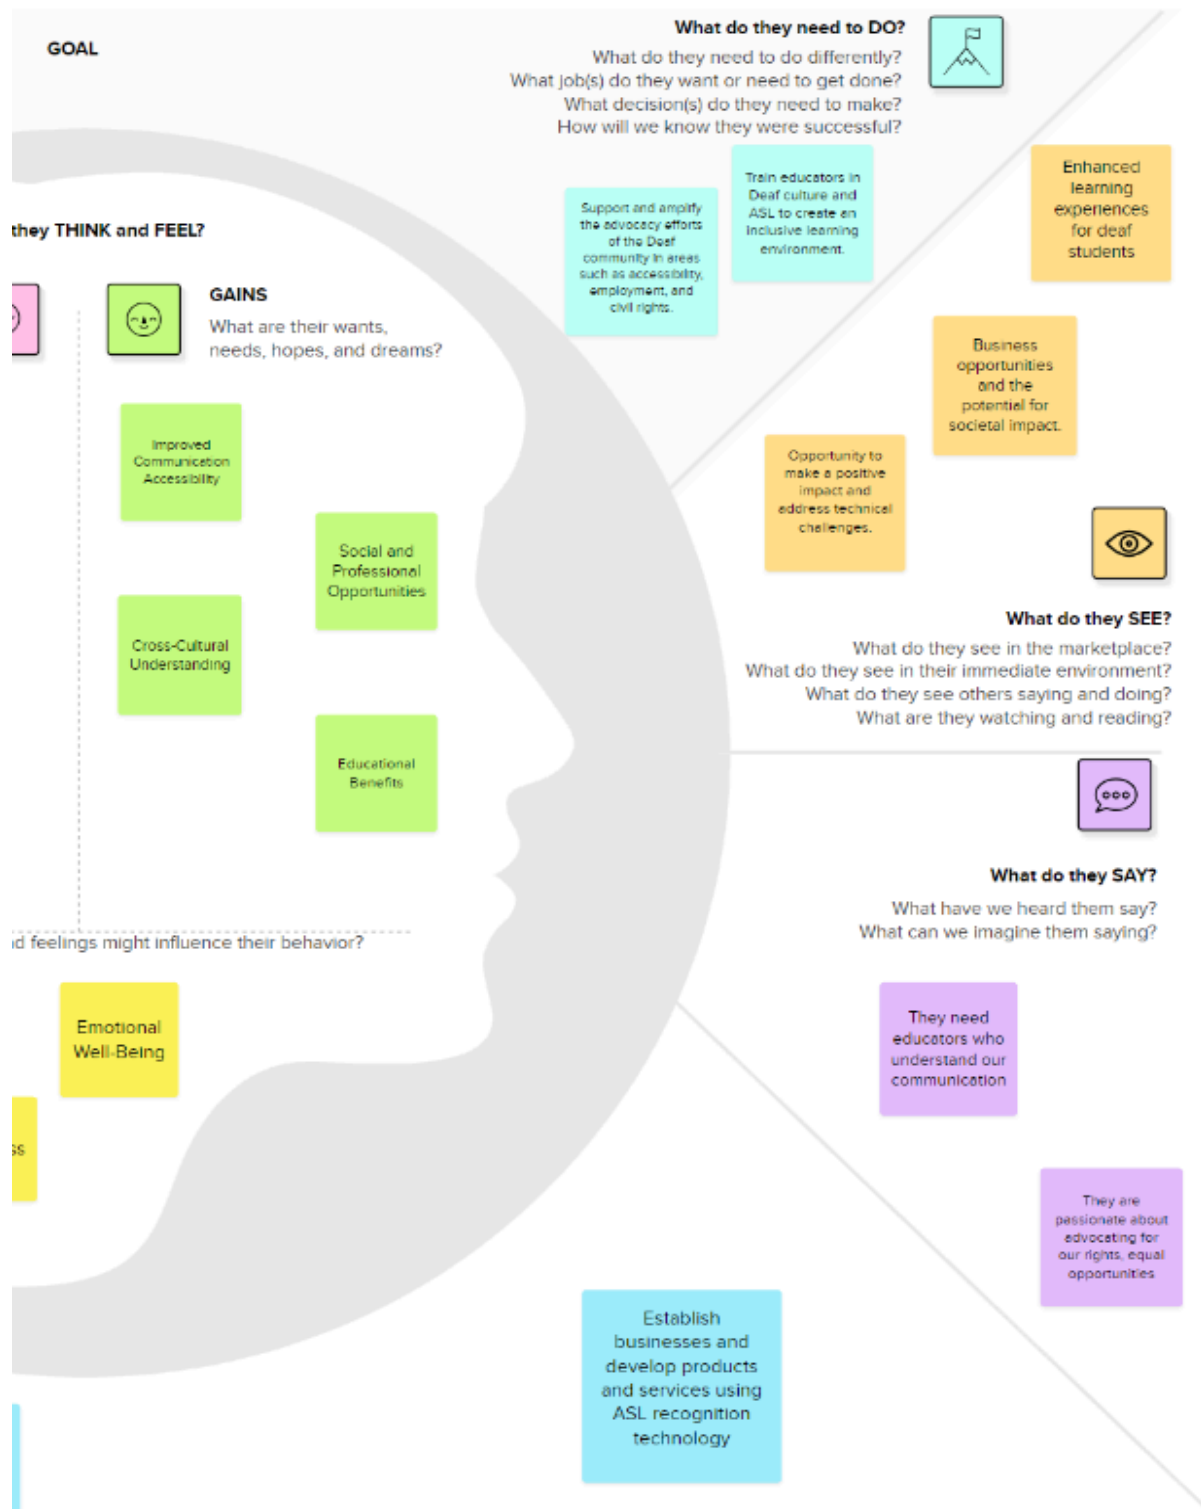 GOAL
What do they need to DO?
What do they need to do differently?
What job(s) do they want or need to get done?
What decision(s) do they need to make?
How will we know they were successful?
Support and amplify
the advocacy efforts
of the Deaf
community in areas
such as accessibility,
employment, and
civil rights.
Train educators in
Deaf culture and
ASL to create an
inclusive learning
environment.
Enhanced
learning
experiences
for deaf
students
Business
opportunities
and the
potential for
societal impact.
Opportunity to
make a positive
impact and
address technical
challenges.
they THINK and FEEL?
GAINS
What are their wants,
needs, hopes, and dreams?
Improved
Communication
Accessibility
Social and
Professional
Opportunities
Cross-Cultural
Understanding
Educational
Benefits
What do they SEE?
What do they see in the marketplace?
What do they see in their immediate environment?
What do they see others saying and doing?
What are they watching and reading?
What do they SAY?
What have we heard them say?
What can we imagine them saying?
feelings might influence their behavior?
Emotional
Well-Being
They need
educators who
understand our
communication
They are
passionate about
advocating for
our rights, equal
opportunities
Establish
businesses and
develop products
and services using
ASL recognition
technology